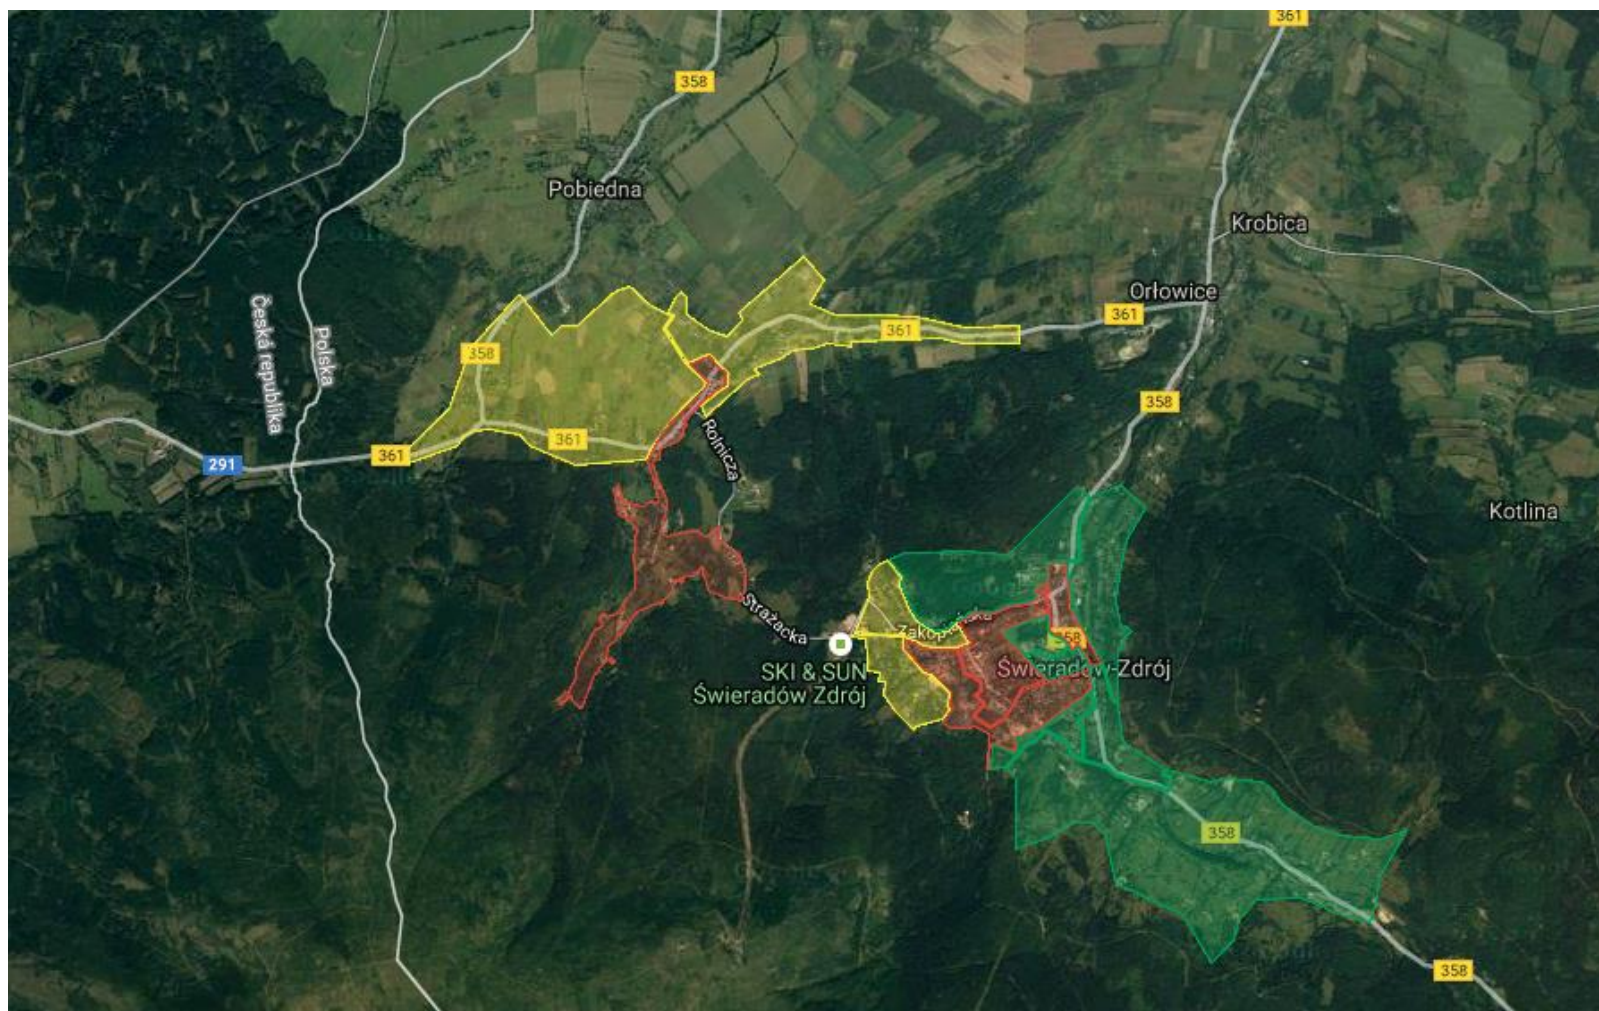 361
358
Pobiedna
Krobica
Orłowice
361
361
358
Česká republika
Polska
358
361
361
291
Rolnicza
Kotlina
Strażacka
Zakopiańska
358
SKI & SUN
Świeradów Zdrój
Świeradów-Zdrój
358
358